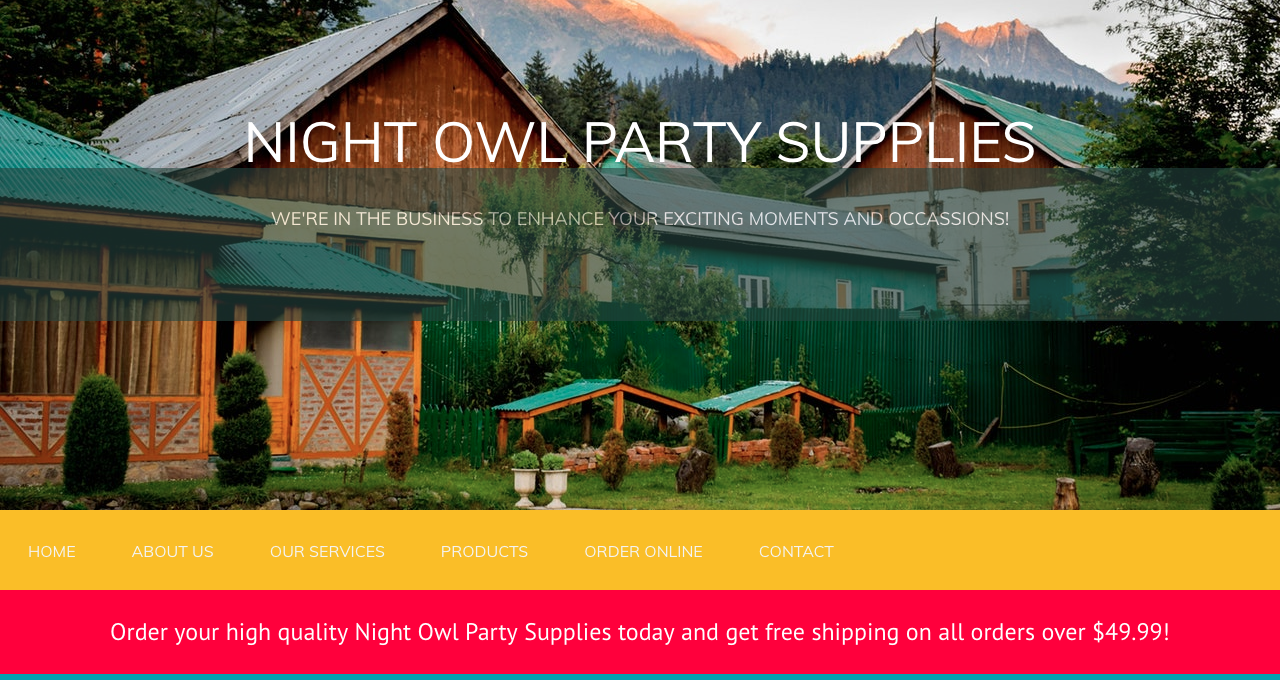 NIGHT OWL PARTY SUPPLIES
WE'RE IN THE BUSINESS TO ENHANCE YOUR EXCITING MOMENTS AND OCCASSIONS!
HOME ABOUT US OUR SERVICES PRODUCTS ORDER ONLINE CONTACT
Order your high quality Night Owl Party Supplies today and get free shipping on all orders over $49.99!